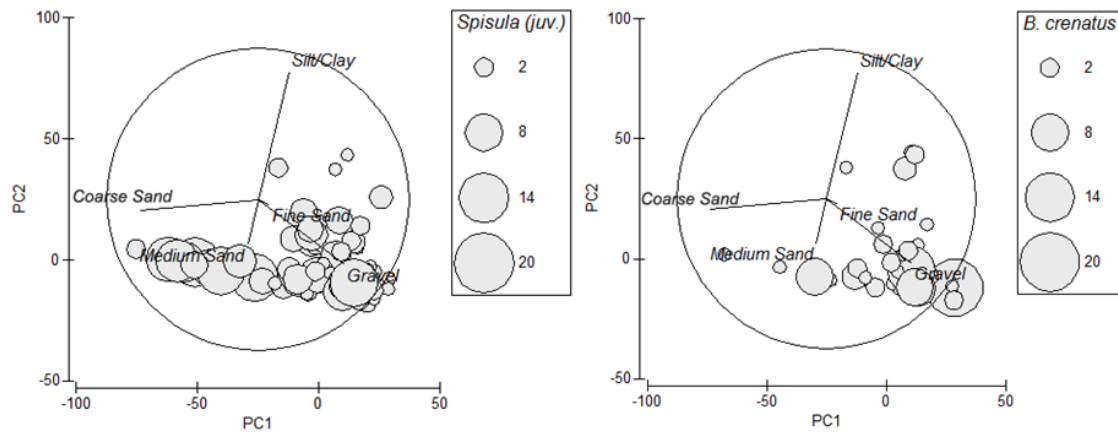 100
50
0
-50
PC2
-100
-50
0
50
PC1
Silt/Clay
Coarse Sand
Fine Sand
Medium Sand
Gravel
Spisula (juv.)
2
8
14
20
100
50
0
-50
PC2
-100
-50
0
50
PC1
Silt/Clay
Coarse Sand
Fine Sand
Medium Sand
Gravel
B. crenatus
2
8
14
20